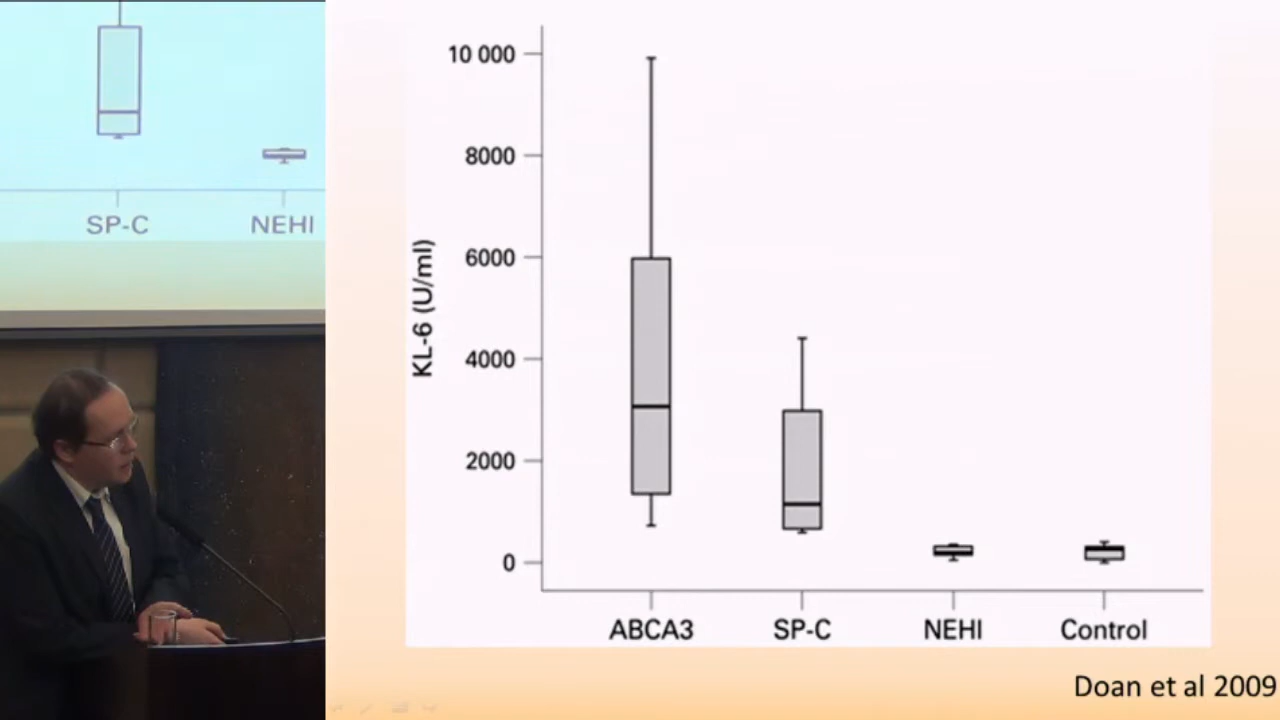 SP-C
NEHI
10 000
8000
6000
4000
2000
0
KL-6 (U/ml)
ABCA3
SP-C
NEHI
Control
Doan et al 2009